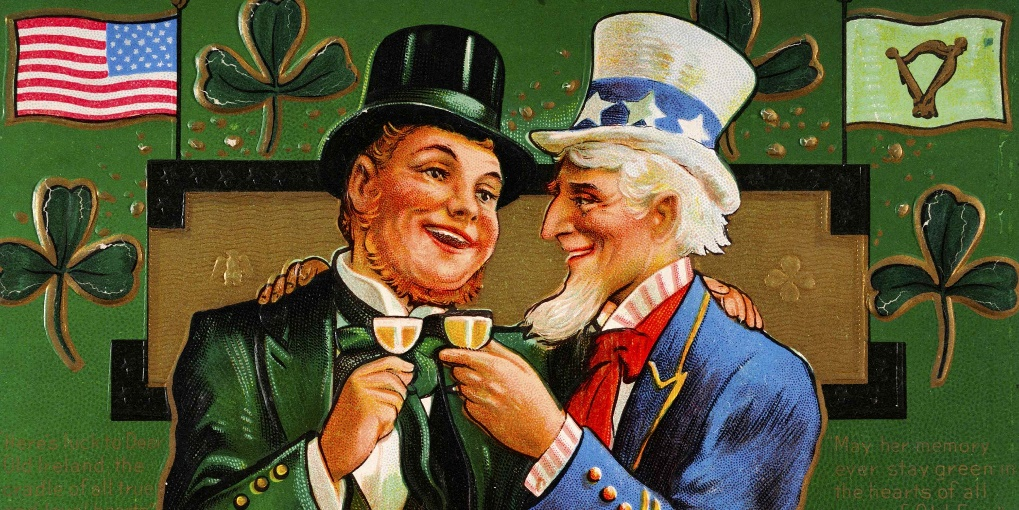 Here's luck to Dear
Old Ireland, the
cradle of all true
May her memory
ever stay green in
the hearts of all